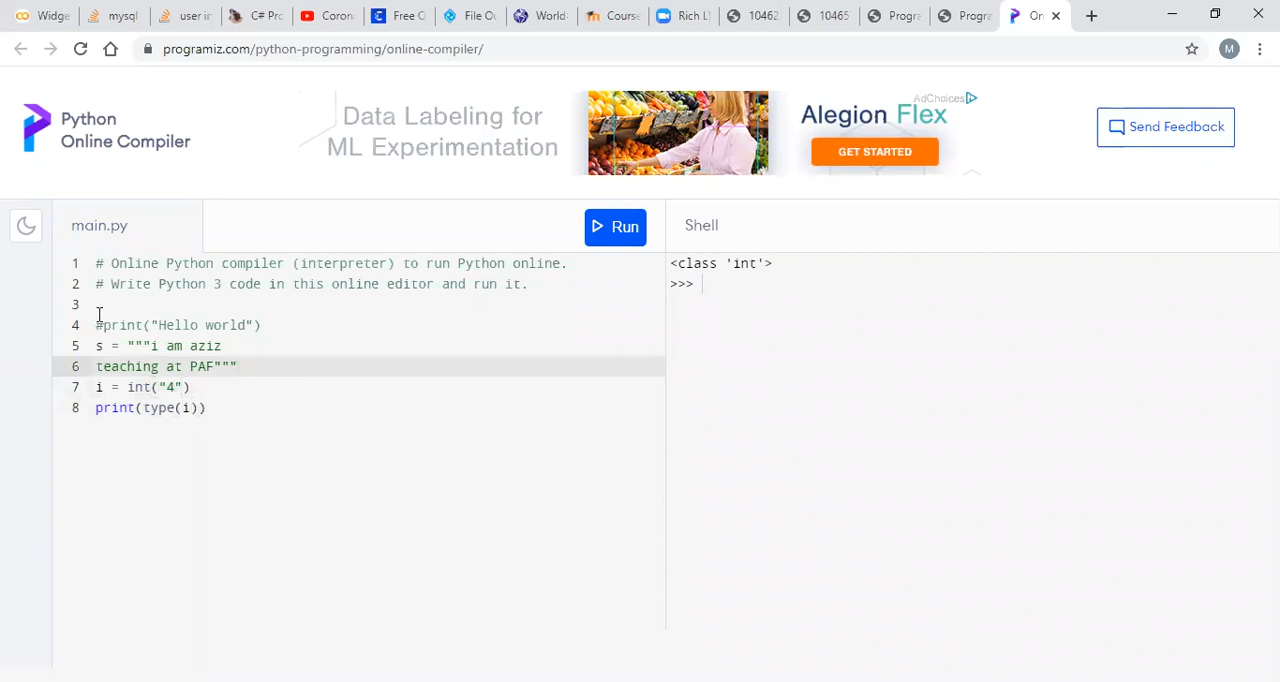 Widge
mysql
user in
C# Pro
Coron
Free O
File Ou
World
Course
Rich L
10462
10465
Progra
Progra
On
programiz.com/python-programming/online-compiler/
M
Python
Online Compiler
Data Labeling for
ML Experimentation
AdChoices
Alegion Flex
GET STARTED
Send Feedback
main.py
Run
Shell
1 # Online Python compiler (interpreter) to run Python online.
2 # Write Python 3 code in this online editor and run it.
3
4 #print("Hello world")
5 s = """i am aziz
6 teaching at PAF"""
7 i = int("4")
8 print(type(i))
<class 'int'>
>>>